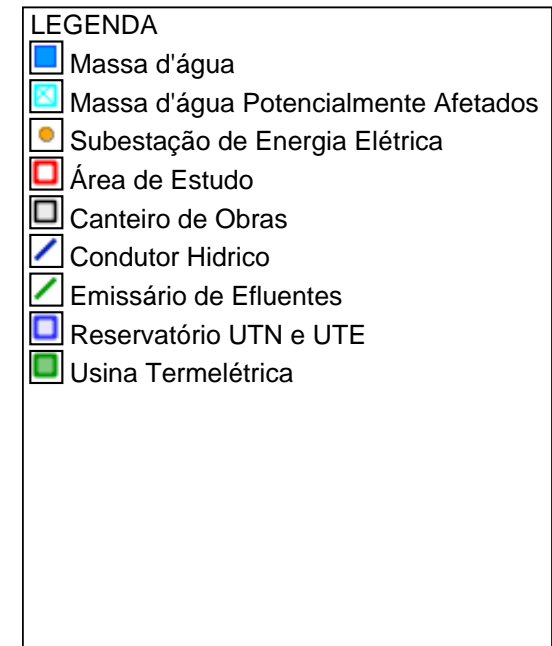 LEGENDA
Massa d'água
Massa d'água Potencialmente Afetados
Subestação de Energia Elétrica
Área de Estudo
Canteiro de Obras
Condutor Hidrico
Emissário de Efluentes
Reservatório UTN e UTE
Usina Termelétrica